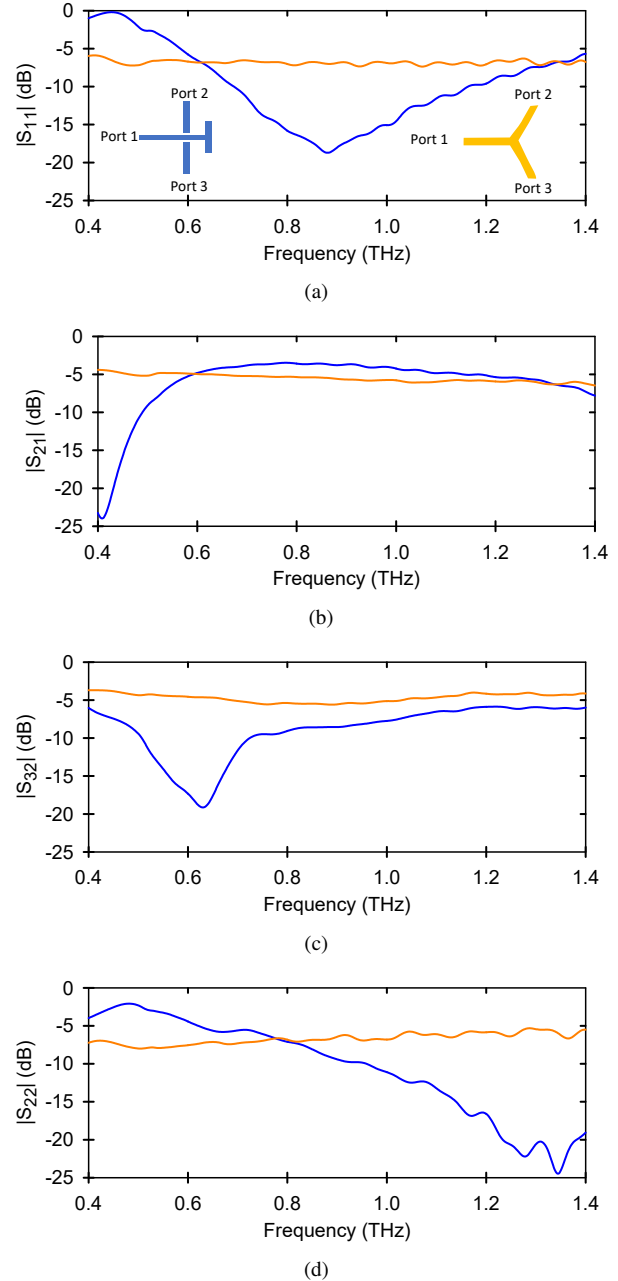 0
-5
-10
-15
-20
-25
|S11| (dB)
Port 2
Port 1
Port 3
Port 2
Port 1
Port 3
0.4 0.6 0.8 1.0 1.2 1.4
Frequency (THz)
(a)
0
-5
-10
-15
-20
-25
|S21| (dB)
0.4 0.6 0.8 1.0 1.2 1.4
Frequency (THz)
(b)
0
-5
-10
-15
-20
-25
|S32| (dB)
0.4 0.6 0.8 1.0 1.2 1.4
Frequency (THz)
(c)
0
-5
-10
-15
-20
-25
|S22| (dB)
0.4 0.6 0.8 1.0 1.2 1.4
Frequency (THz)
(d)